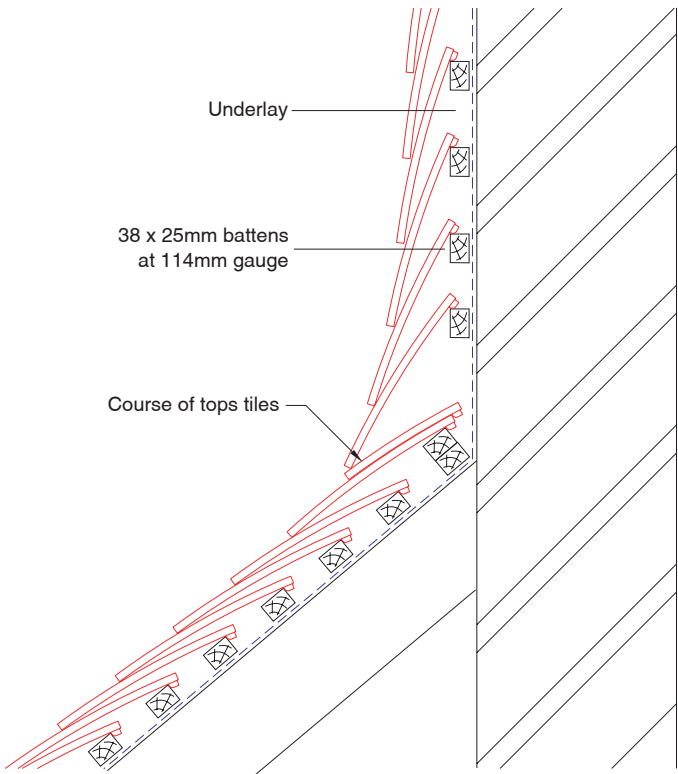 Underlay
38 x 25mm battens
at 114mm gauge
Course of tops tiles